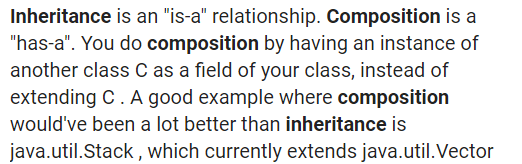 Inheritance is an "is-a" relationship. Composition is a
"has-a". You do composition by having an instance of
another class C as a field of your class, instead of
extending C . A good example where composition
would've been a lot better than inheritance is
java.util.Stack , which currently extends java.util.Vector